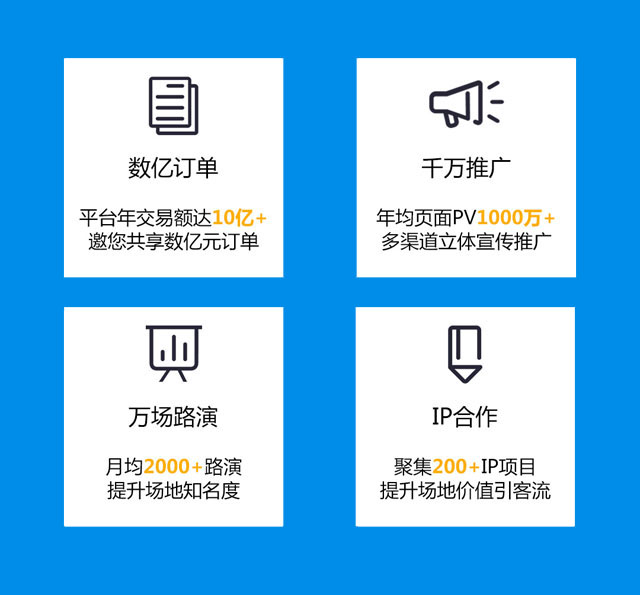 数亿订单
平台年交易额达10亿+
邀您共享数亿元订单
千万推广
年均页面PV1000万+
多渠道立体宣传推广
万场路演
月均2000+路演
提升场地知名度
IP合作
聚集200+IP项目
提升场地价值引客流